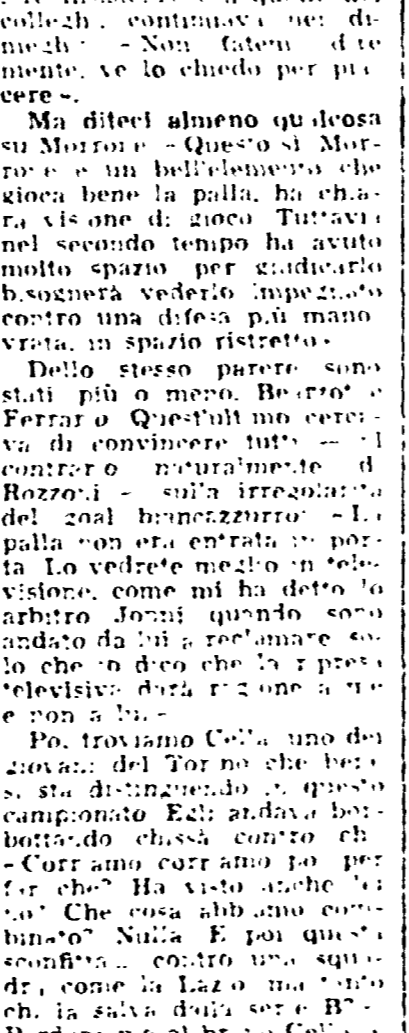 colleghi, continuava nei di-
mente, ve lo chiedo per pia-
cere ».
Ma diteci almeno qualcosa
su Morrone. « Questo sì. Mor-
rone è un bell'elemento che
gioca bene la palla, ha chia-
ra visione di gioco. Tuttavia
nel secondo tempo ha avuto
molto spazio per giudicarlo
bisognerà vederlo impegnato
contro una difesa più mano-
vrata, in spazio ristretto »
Dello stesso parere sono
stati più o meno, Bearzot e
Ferrario. Quest'ultimo cerca-
va di convincere tutti — al
contrario naturalmente di
Rozzoni — sulla irregolarità
del goal biancazzurro: « La
palla non era entrata in por-
ta. Lo vedrete meglio in tele-
visione, come mi ha detto lo
arbitro Jonni quando sono
andato da lui a reclamare, so-
lo che io dico che la ripresa
televisiva darà ragione a me
e non a lui »
Poi troviamo Cella, uno dei
giovani del Torino che bene
si sta distinguendo in questo
campionato. Egli andava bor-
bottando chissà contro chi
« Corriamo corriamo poi per
far che? Ha visto anche lei
no? Che cosa abbiamo com-
binato? Nulla. E poi questa
sconfitta... contro una squa-
dra come la Lazio, ma tanto
chi la salva dalla serie B? »